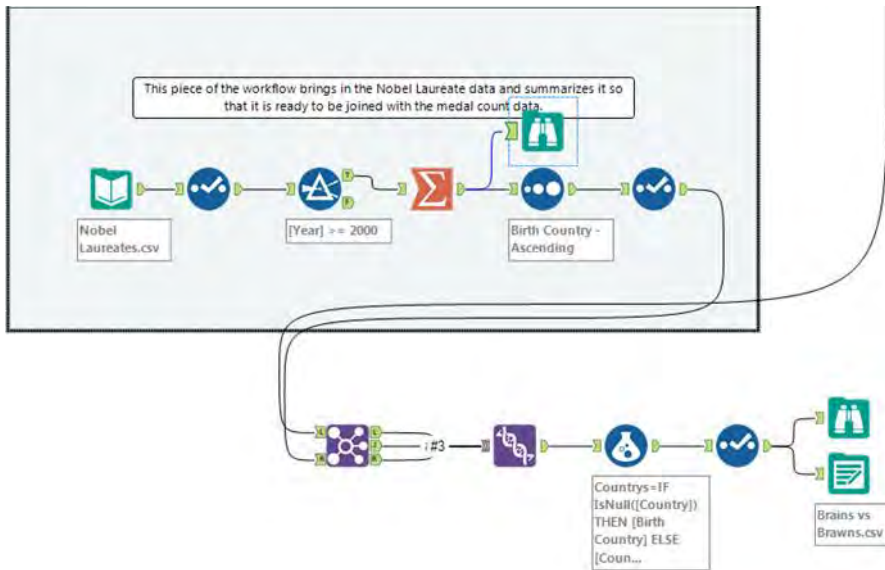 This piece of the workflow brings in the Nobel Laureate data and summarizes it so
that it is ready to be joined with the medal count data.
Nobel
Laureates.csv
T
F
[Year] >= 2000
Σ
Birth Country -
Ascending
L
R
L
J
R
#3
Countrys=IF
IsNull([Country])
THEN [Birth
Country] ELSE
[Coun...
Brains vs
Brawns.csv